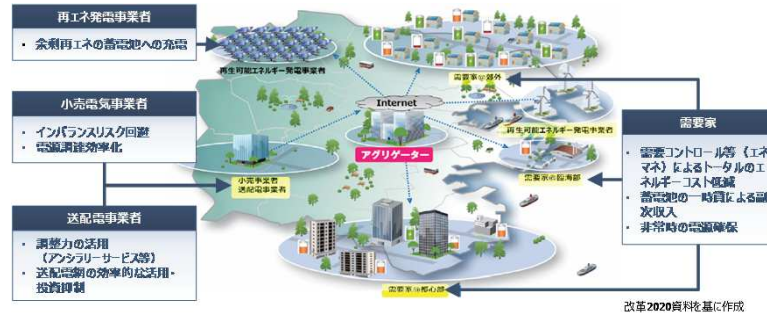 再エネ発電事業者
・ 余剰再エネの蓄電池への充電
小売電気事業者
・ インバランスリスク回避
・ 電源調達効率化
送配電事業者
・ 調整力の活用
(アンシラリーサービス等)
・ 送配電網の効率的な活用・
投資抑制
再生可能エネルギー発電事業者
Internet
アグリゲーター
小売事業者
送配電事業者
需要家@郊外
再生可能エネルギー発電事業者
需要家@臨海部
需要家@都心部
需要家
・ 需要コントロール等(エネ
マネ)によるトータルのエ
ネルギーコスト低減
・ 蓄電池の一時貸による副
次収入
・ 非常時の電源確保
改革2020資料を基に作成